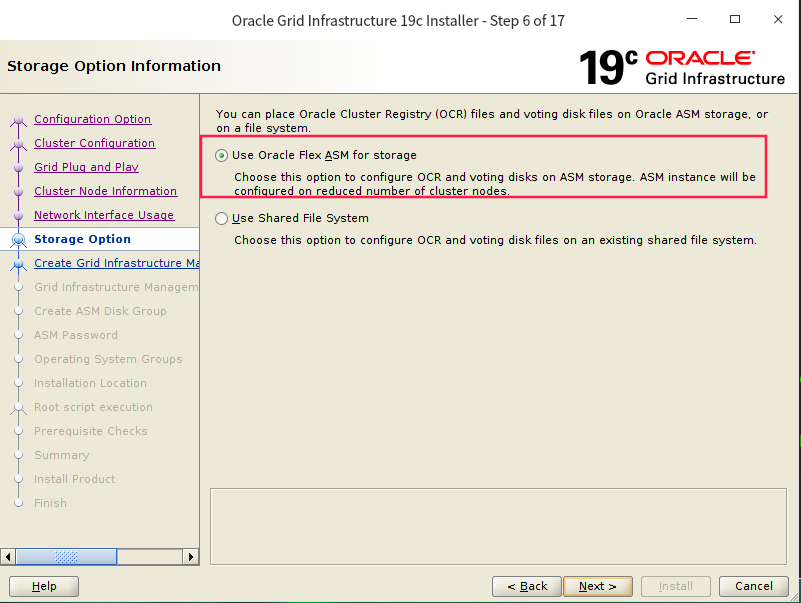 Oracle Grid Infrastructure 19c Installer - Step 6 of 17
Storage Option Information
19c ORACLE
Grid Infrastructure
Configuration Option
Cluster Configuration
Grid Plug and Play
Cluster Node Information
Network Interface Usage
Storage Option
Create Grid Infrastructure Ma
Grid Infrastructure Managem
Create ASM Disk Group
ASM Password
Operating System Groups
Installation Location
Root script execution
Prerequisite Checks
Summary
Install Product
Finish
You can place Oracle Cluster Registry (OCR) files and voting disk files on Oracle ASM storage, or
on a file system.
Use Oracle Flex ASM for storage
Choose this option to configure OCR and voting disks on ASM storage. ASM instance will be
configured on reduced number of cluster nodes.
Use Shared File System
Choose this option to configure OCR and voting disk files on an existing shared file system.
Help
< Back
Next >
Install
Cancel